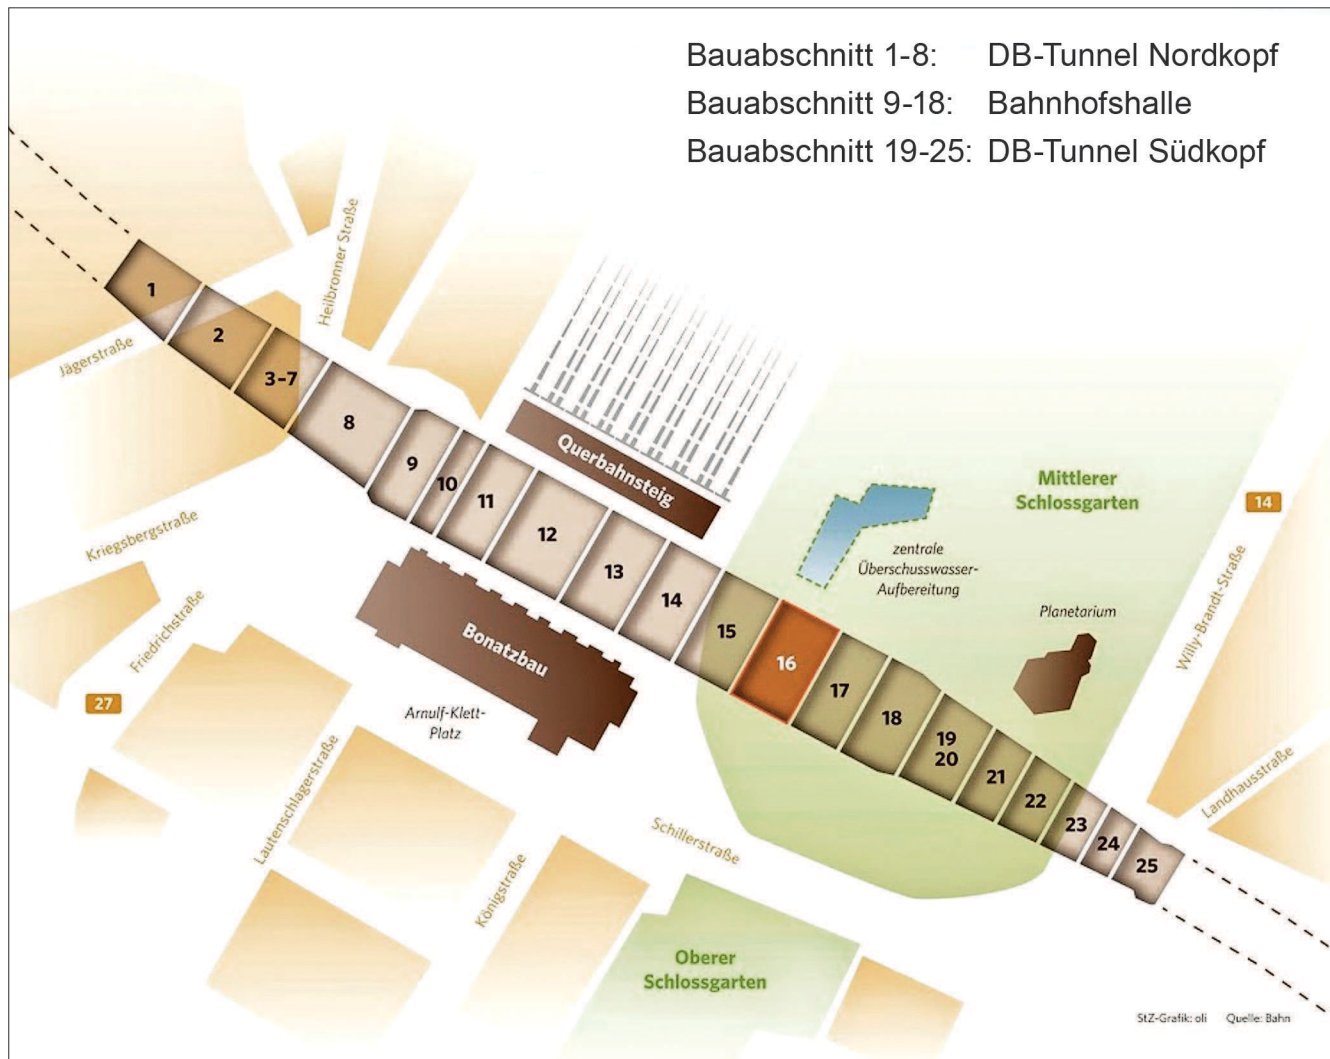 Bauabschnitt 1-8: DB-Tunnel Nordkopf
Bauabschnitt 9-18: Bahnhofshalle
Bauabschnitt 19-25: DB-Tunnel Südkopf
Heilbronner Straße
Jägerstraße
1
2
3-7
8
9
10
11
12
13
14
15
16
17
18
19
20
21
22
23
24
25
Querbahnsteig
Mittlerer
Schlossgarten
14
zentrale
Überschusswasser-
Aufbereitung
Planetarium
Willy-Brandt-Straße
Landhausstraße
Kriegsbergstraße
Friedrichstraße
27
Bonatzbau
Arnulf-Klett-
Platz
Lautenschlagerstraße
Königstraße
Schillerstraße
Oberer
Schlossgarten
StZ-Grafik: oli Quelle: Bahn